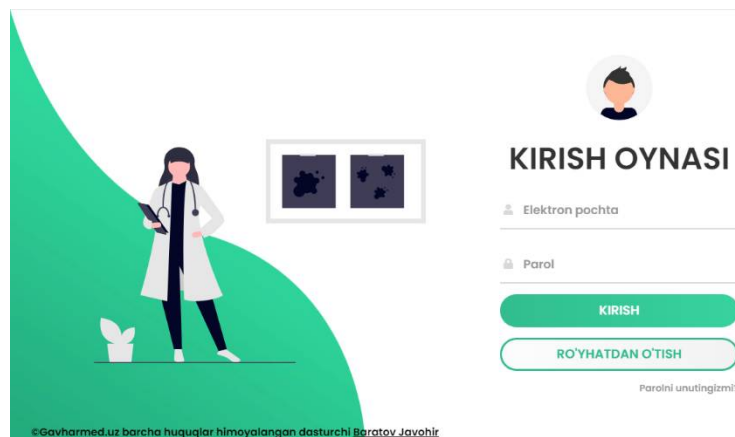 KIRISH OYNASI
Elektron pochta
Parol
KIRISH
RO'YHATDAN O'TISH
Parolni unutingizmi?
©Gavharmed.uz barcha huquqlar himoyalangan dasturchi Baratov Javohir